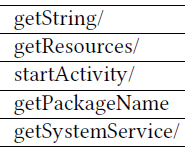 getString/
getResources/
startActivity/
getPackageName
getSystemService/